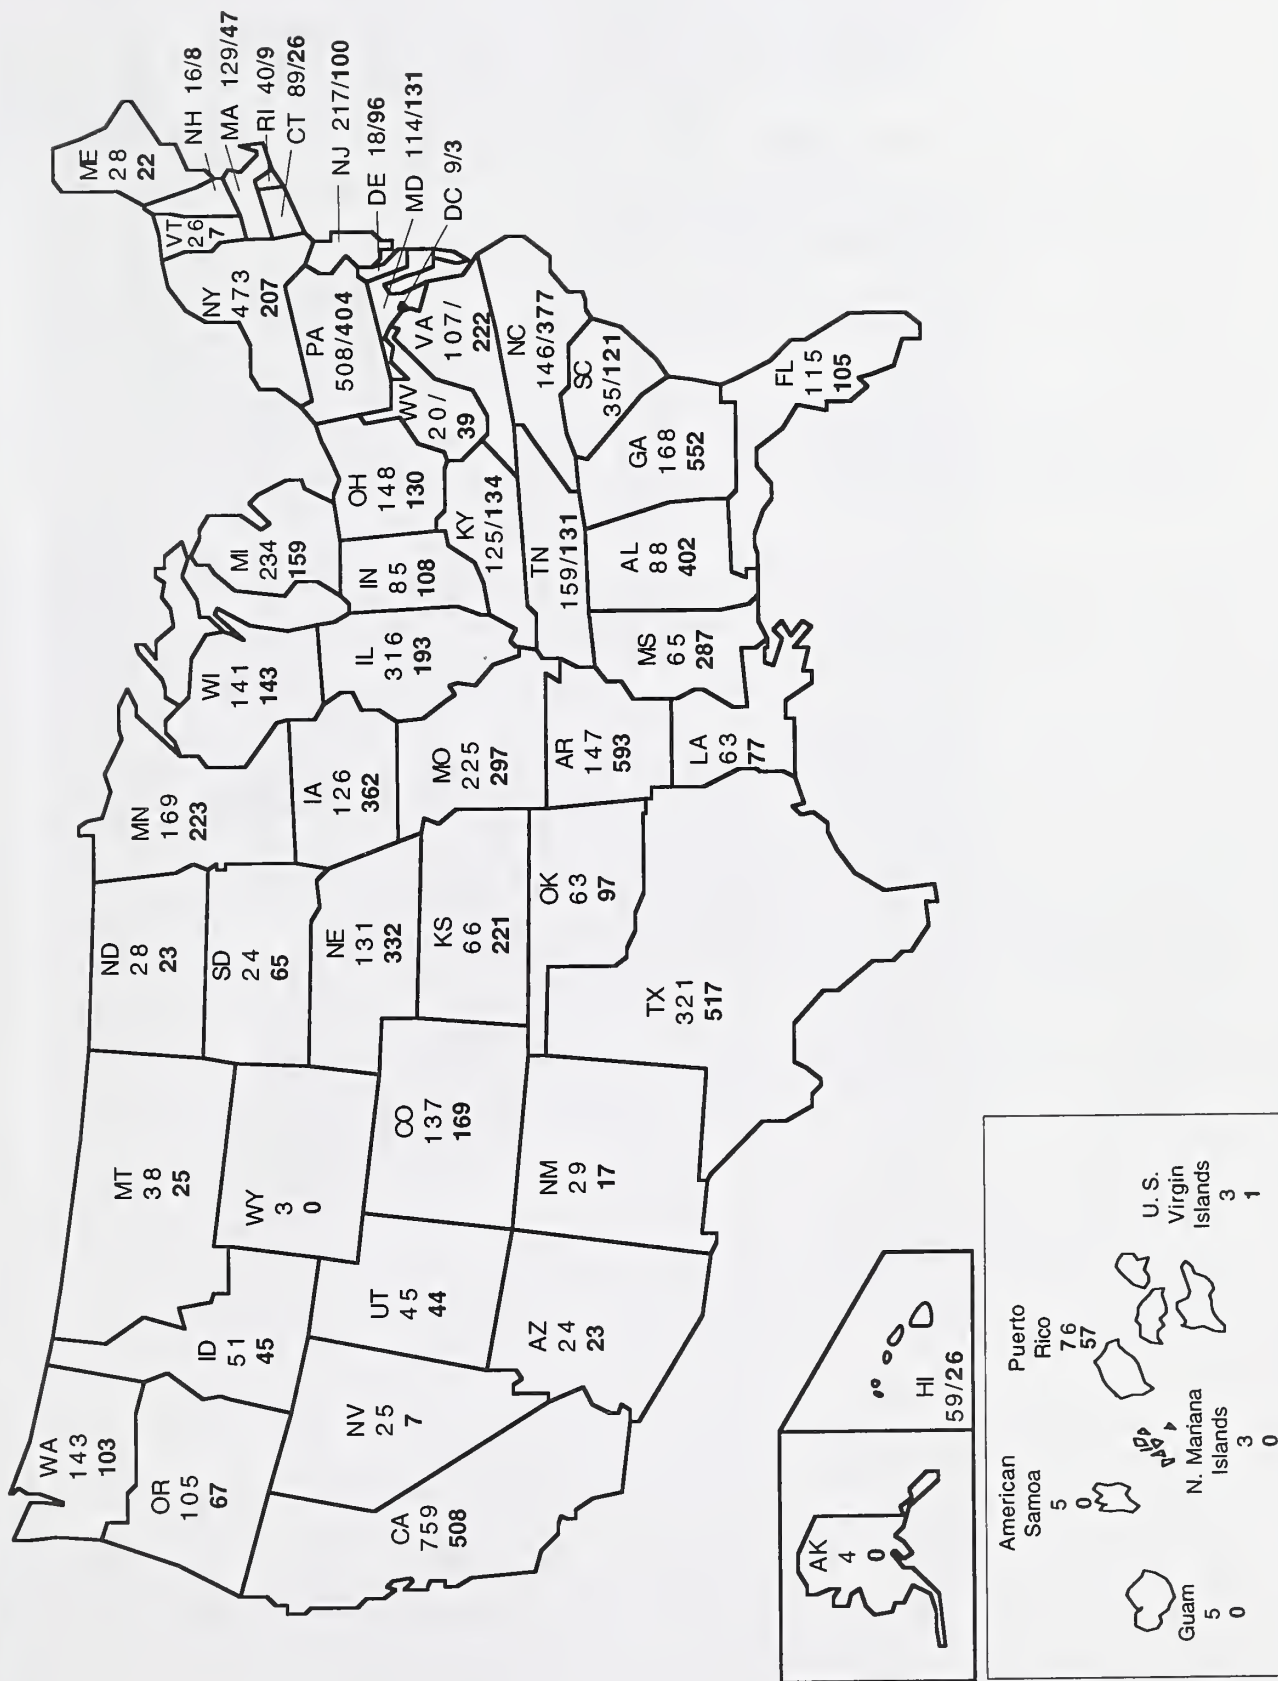 WA
143
103
OR
105
67
CA
759
508
ID
51
45
NV
25
7
MT
38
25
WY
3
0
UT
45
44
AZ
24
23
CO
137
169
NM
29
17
ND
28
23
SD
24
65
NE
131
332
KS
66
221
OK
63
97
TX
321
517
MN
169
223
IA
126
362
MO
225
297
AR
147
593
LA
63
77
WI
141
143
IL
316
193
MI
234
159
IN
85
108
OH
148
130
KY
125/134
TN
159/131
MS
65
287
AL
88
402
GA
168
552
FL
115
105
SC
35/121
NC
146/377
VA
107/
222
WV
20/
39
PA
508/404
NY
473
207
VT
26
7
ME
28
22
NH 16/8
MA 129/47
RI 40/9
CT 89/26
NJ 217/100
DE 18/96
MD 114/131
DC 9/3
AK
4
0
HI
59/26
Guam
5
0
American
Samoa
5
0
N. Mariana
Islands
3
0
Puerto
Rico
76
57
U. S.
Virgin
Islands
3
1